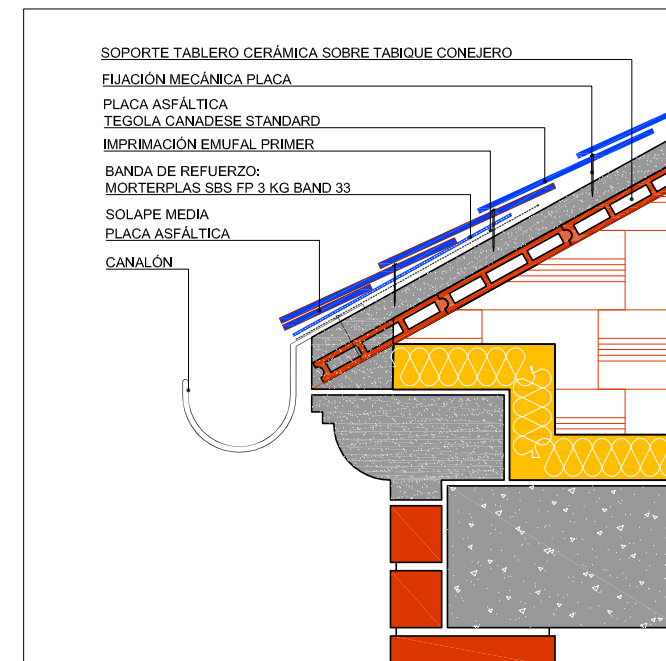 SOPORTE TABLERO CERÁMICA SOBRE TABIQUE CONEJERO
FIJACIÓN MECÁNICA PLACA
PLACA ASFÁLTICA
TEGOLA CANADESE STANDARD
IMPRIMACIÓN EMUFAL PRIMER
BANDA DE REFUERZO:
MORTERPLAS SBS FP 3 KG BAND 33
SOLAPE MEDIA
PLACA ASFÁLTICA
CANALÓN